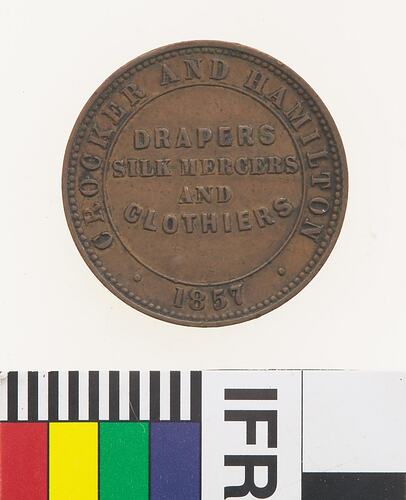 CROCKER AND HAMILTON
DRAPERS
SILK MERCERS
AND
CLOTHIERS
1857
IFR